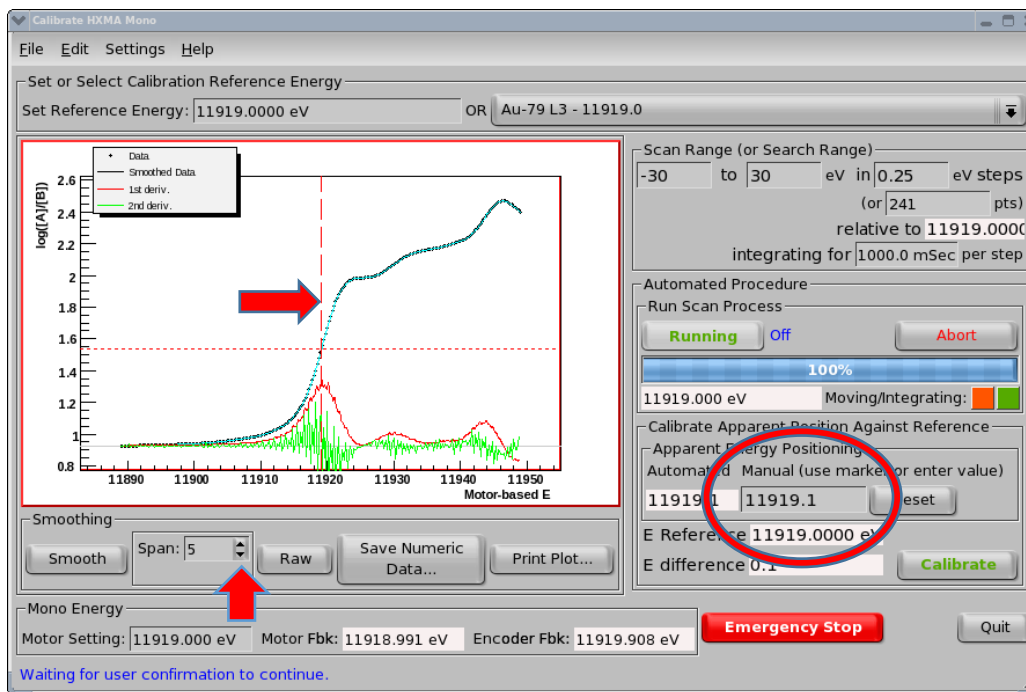 Calibrate HXMA Mono
File Edit Settings Help
Set or Select Calibration Reference Energy
Set Reference Energy: 11919.0000 eV OR Au-79 L3 - 11919.0
Data
Smoothed Data
1st deriv.
2nd deriv.
log([A]/[B])
2.6
2.4
2.2
2
1.8
1.6
1.4
1.2
1
0.8
11890 11900 11910 11920 11930 11940 11950
Motor-based E
Scan Range (or Search Range)
-30 to 30 eV in 0.25 eV steps
(or 241 pts)
relative to 11919.0000
integrating for 1000.0 mSec per step
Automated Procedure
Run Scan Process
Running Off Abort
100%
11919.000 eV Moving/Integrating:
Calibrate Apparent Position Against Reference
Apparent Energy Positioning
Automated Manual (use marker or enter value)
11919.1 11919.1 Reset
E Reference 11919.0000 eV
E difference 0.1 Calibrate
Smoothing
Smooth Span: 5 Raw Save Numeric Data... Print Plot...
Mono Energy
Motor Setting: 11919.000 eV Motor Fbk: 11918.991 eV Encoder Fbk: 11919.908 eV
Emergency Stop Quit
Waiting for user confirmation to continue.